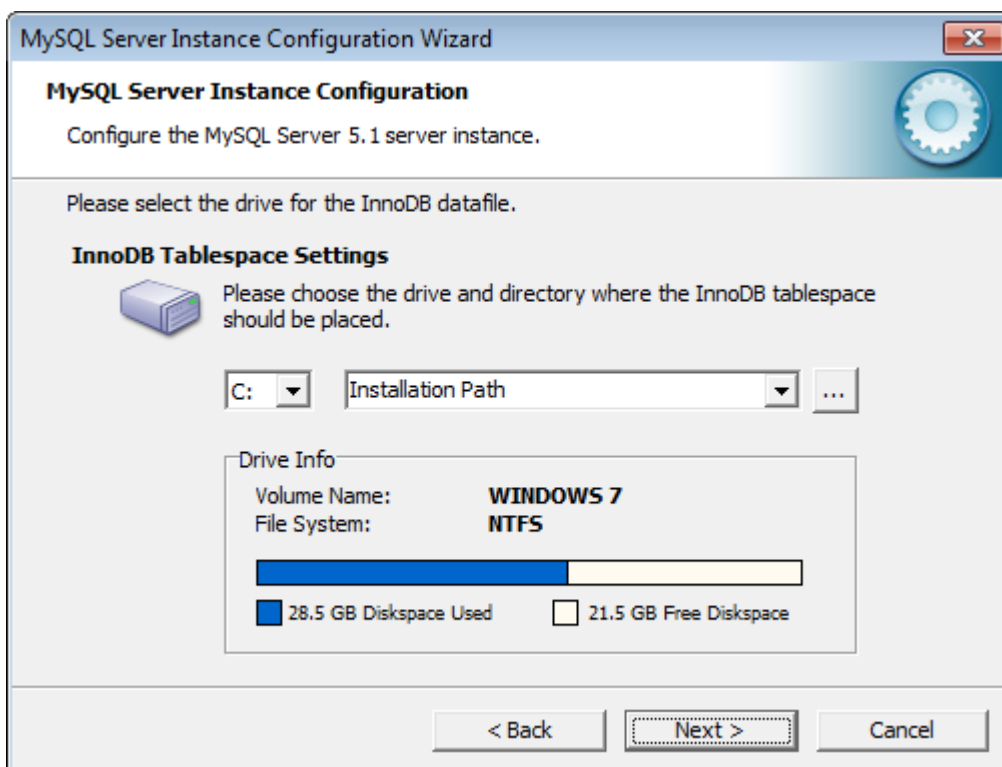 MySQL Server Instance Configuration Wizard
MySQL Server Instance Configuration
Configure the MySQL Server 5.1 server instance.
Please select the drive for the InnoDB datafile.
InnoDB Tablespace Settings
Please choose the drive and directory where the InnoDB tablespace
should be placed.
C: Installation Path ...
Drive Info
Volume Name: WINDOWS 7
File System: NTFS
28.5 GB Diskspace Used 21.5 GB Free Diskspace
< Back Next > Cancel